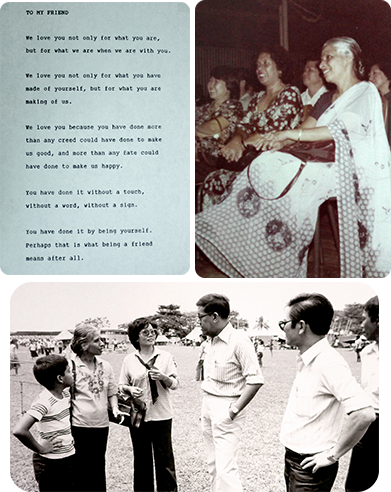 TO MY FRIEND
We love you not only for what you are,
but for what we are when we are with you.
We love you not only for what you have
made of yourself, but for what you are
making of us.
We love you because you have done more
than any creed could have done to make
us good, and more than any fate could
have done to make us happy.
You have done it without a touch,
without a word, without a sign.
You have done it by being yourself.
Perhaps that is what being a friend
means after all.